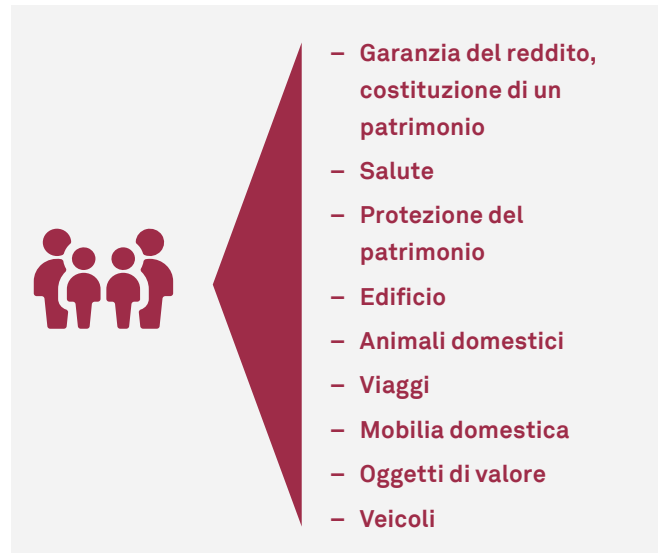 – Garanzia del reddito,
costituzione di un
patrimonio
– Salute
– Protezione del
patrimonio
– Edificio
– Animali domestici
– Viaggi
– Mobilia domestica
– Oggetti di valore
– Veicoli